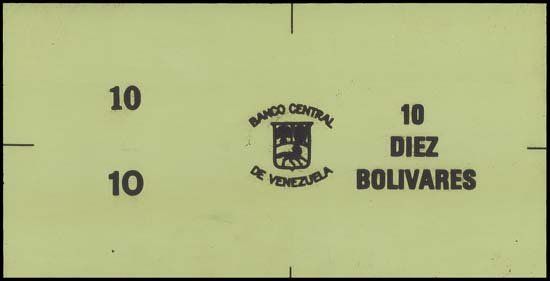 10
10
BANCO CENTRAL
DE VENEZUELA
10
DIEZ
BOLIVARES